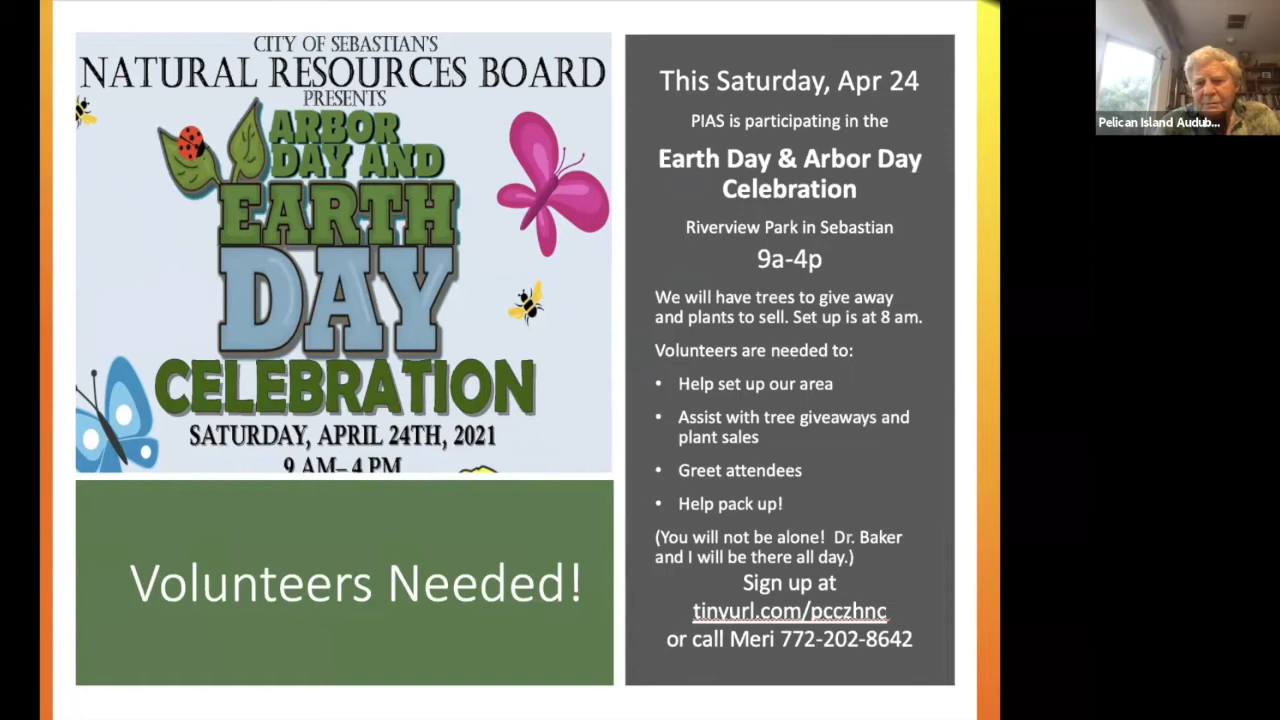 CITY OF SEBASTIAN'S
NATURAL RESOURCES BOARD
PRESENTS
ARBOR
DAY AND
EARTH
DAY
CELEBRATION
SATURDAY, APRIL 24TH, 2021
9 AM–4 PM
Volunteers Needed!
This Saturday, Apr 24
PIAS is participating in the
Earth Day & Arbor Day
Celebration
Riverview Park in Sebastian
9a-4p
We will have trees to give away
and plants to sell. Set up is at 8 am.
Volunteers are needed to:
• Help set up our area
• Assist with tree giveaways and
plant sales
• Greet attendees
• Help pack up!
(You will not be alone! Dr. Baker
and I will be there all day.)
Sign up at
tinyurl.com/pcczhnc
or call Meri 772-202-8642
Pelican Island Audub...